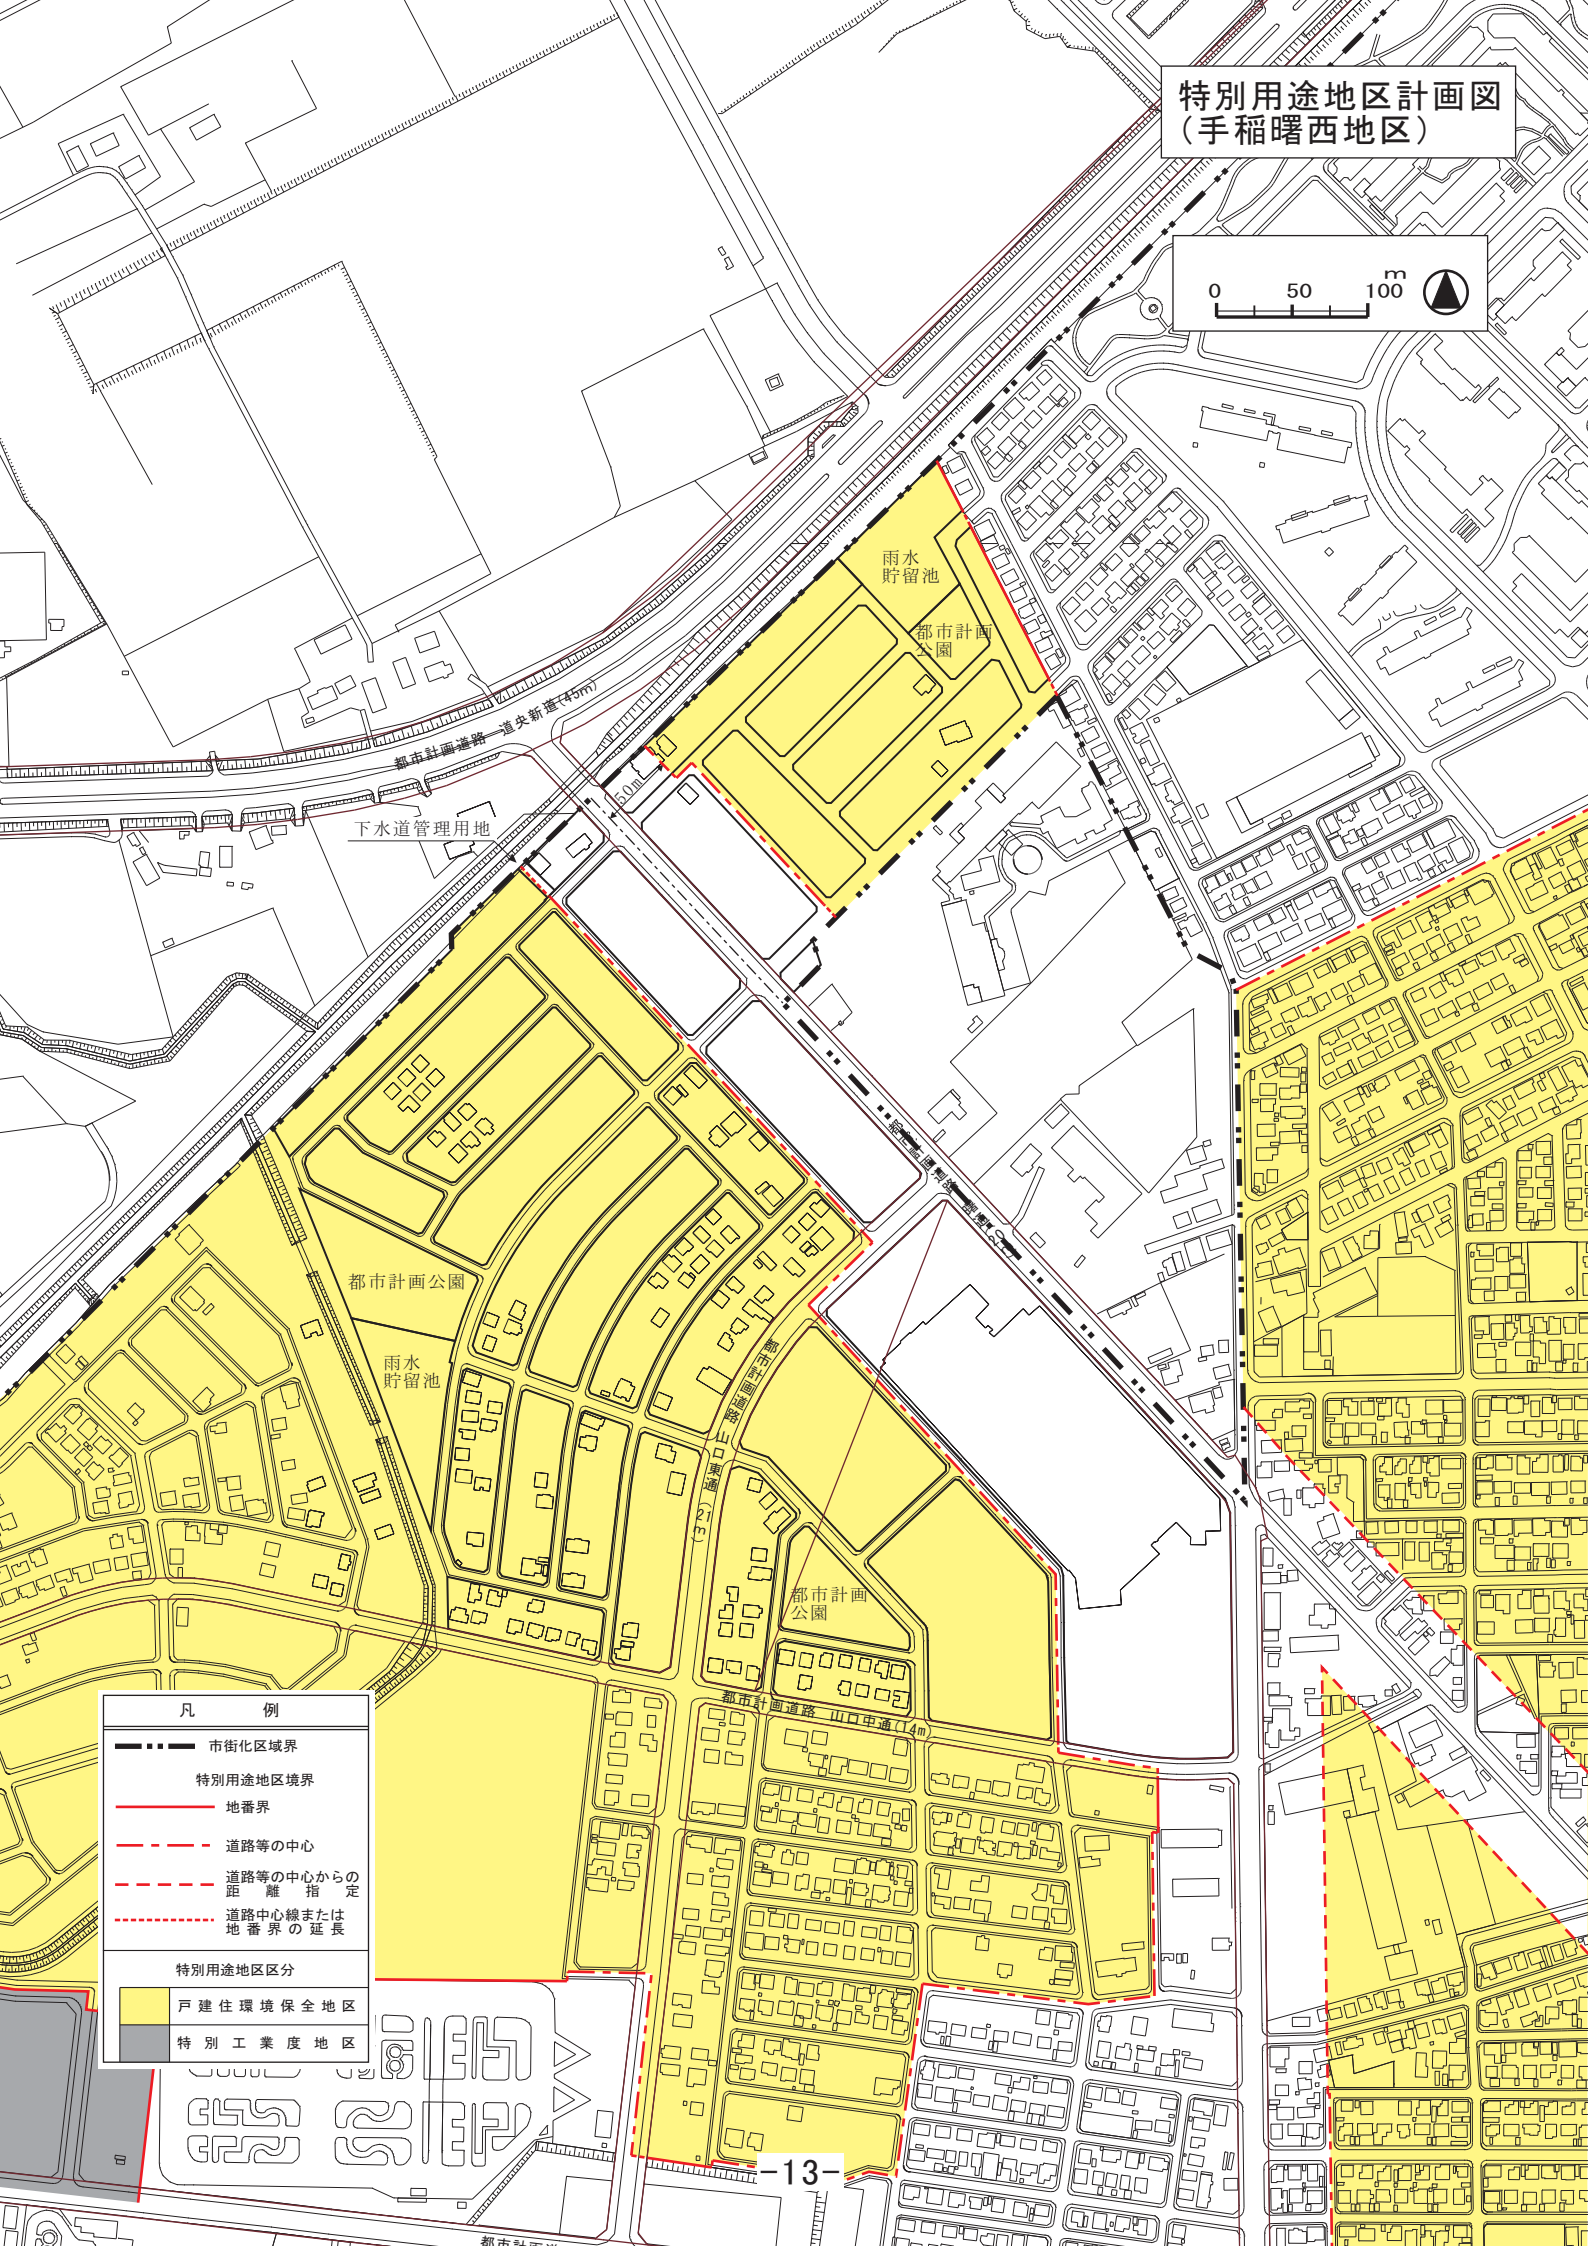 特別用途地区計画図
(手稲曙西地区)
m
0 50 100
雨水
貯留池
都市計画
公園
都市計画道路 道央新道(45m)
50m
下水道管理用地
都市計画公園
雨水
貯留池
都市計画道路 山口東通 (21m)
都市計画
公園
都市計画道路 山口中通(14m)
凡 例
市街化区域界
特別用途地区境界
地番界
道路等の中心
道路等の中心からの
距離指定
道路中心線または
地番界の延長
特別用途地区区分
戸建住環境保全地区
特別工業度地区
-13-